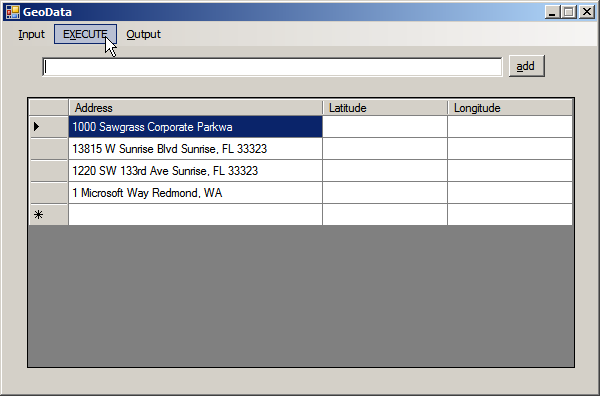 GeoData
Input EXECUTE Output
add
Address Latitude Longitude
1000 Sawgrass Corporate Parkwa
13815 W Sunrise Blvd Sunrise, FL 33323
1220 SW 133rd Ave Sunrise, FL 33323
1 Microsoft Way Redmond, WA